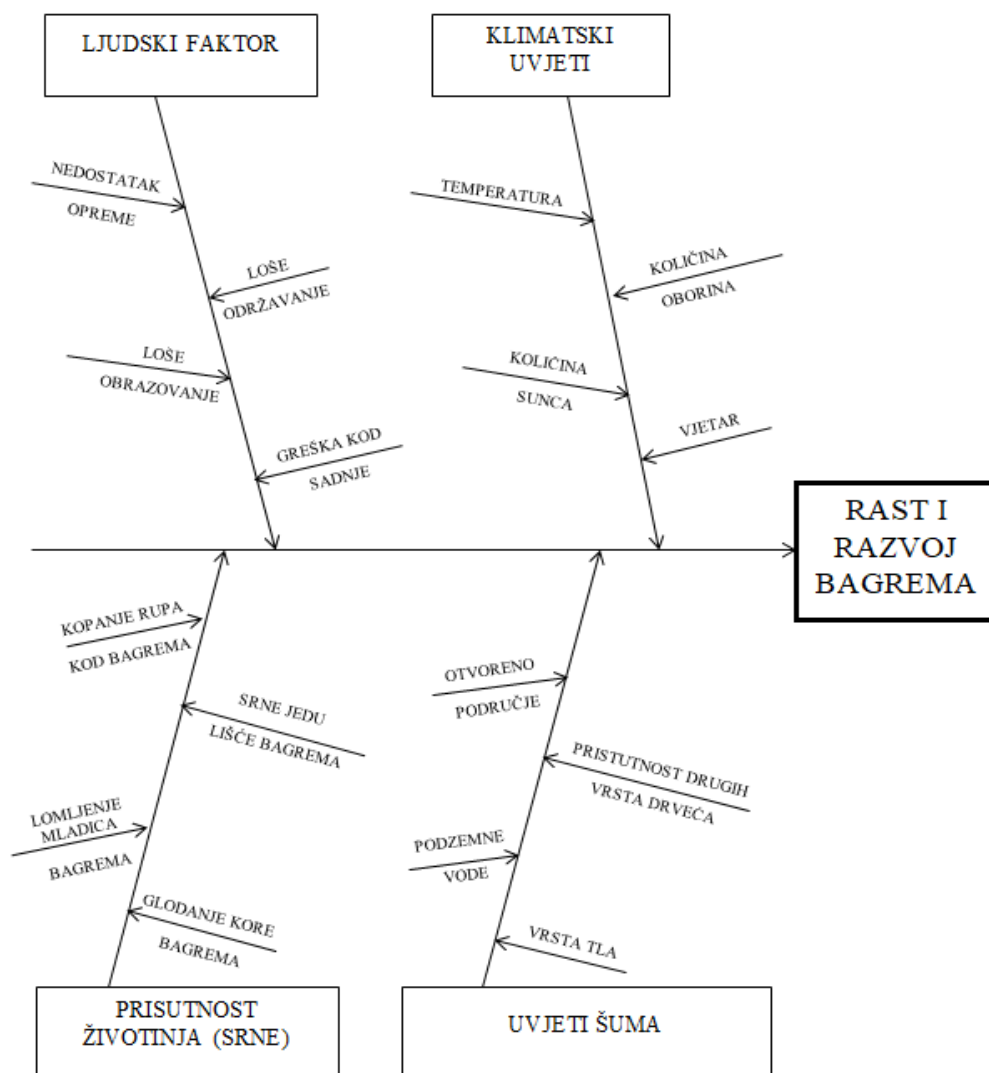 LJUDSKI FAKTOR
KLIMATSKI
UVJETI
NEDOSTATAK
OPREME
LOŠE
ODRŽAVANJE
LOŠE
OBRAZOVANJE
GREŠKA KOD
SADNJE
TEMPERATURA
KOLIČINA
OBORINA
KOLIČINA
SUNCA
VJETAR
RAST I
RAZVOJ
BAGREMA
KOPANJE RUPA
KOD BAGREMA
SRNE JEDU
LIŠĆE BAGREMA
LOMLJENJE
MLADICA
BAGREMA
GLODANJE KORE
BAGREMA
OTVORENO
PODRUČJE
PRISTUTNOST DRUGIH
VRSTA DRVEĆA
PODZEMNE
VODE
VRSTA TLA
PRISUTNOST
ŽIVOTINJA (SRNE)
UVJETI ŠUMA